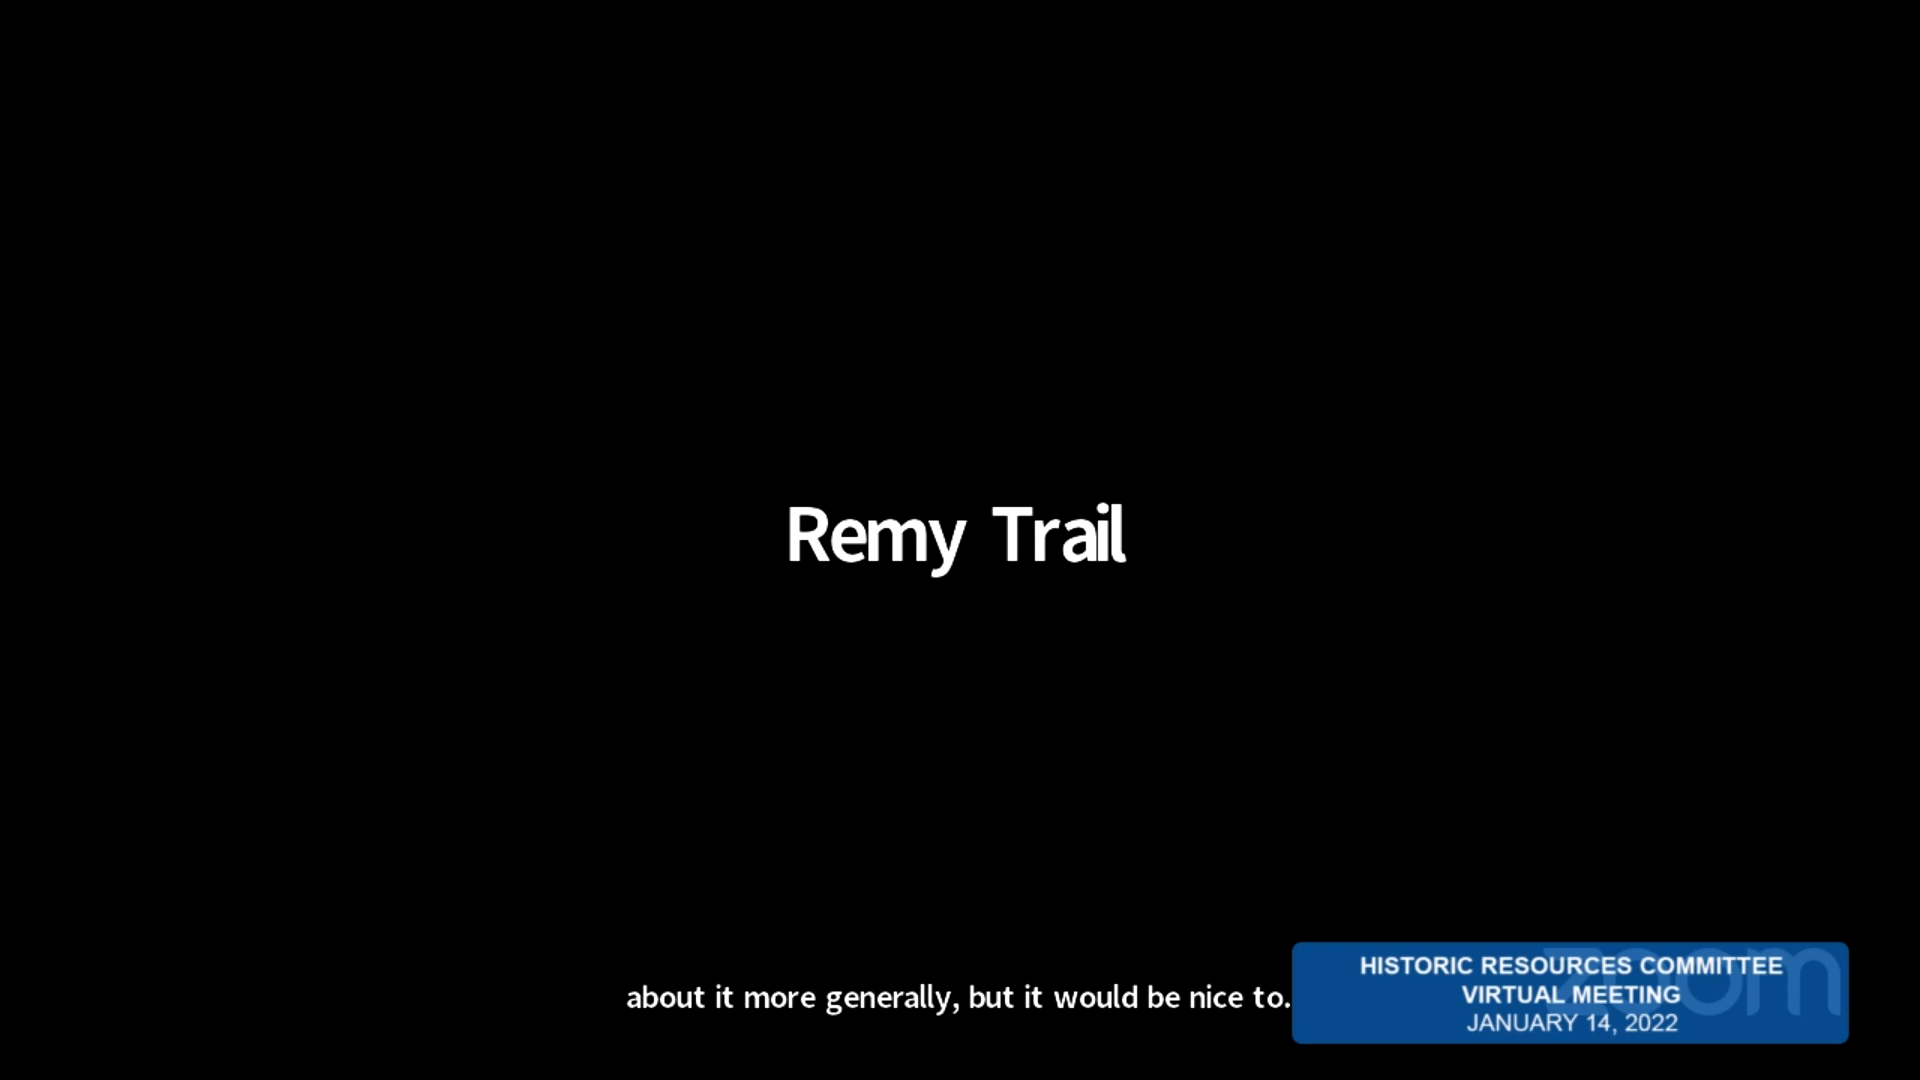 Remy Trail
about it more generally, but it would be nice to.
HISTORIC RESOURCES COMMITTEE
VIRTUAL MEETING
JANUARY 14, 2022
zoom